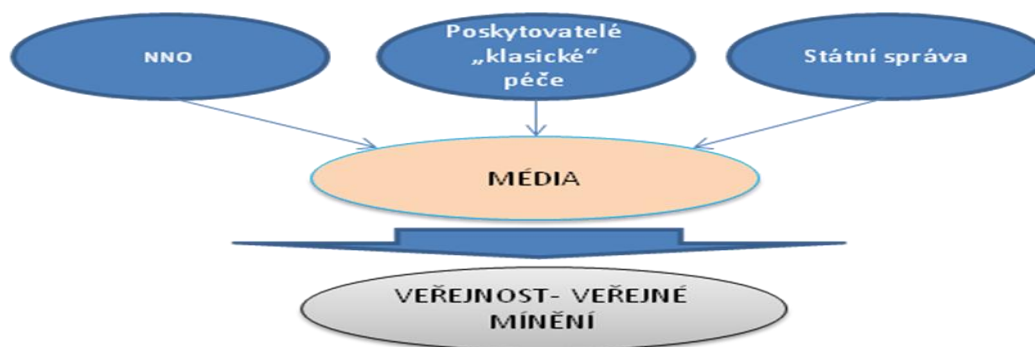 NNO
Poskytovatelé
„klasické“
péče
Státní správa
MÉDIA
VEŘEJNOST- VEŘEJNÉ
MÍNĚNÍ